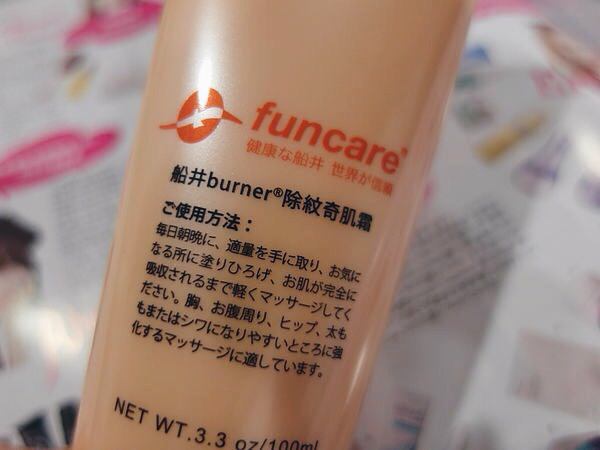 funcare
健康な船井 世界が信頼
船井burner®除紋奇肌霜
ご使用方法：
毎日朝晩に、適量を手に取り、お気に
なる所に塗りひろげ、お肌が完全に
吸収されるまで軽くマッサージしてく
ださい。胸、お腹周り、ヒップ、太も
もまたはシワになりやすいところに強
化するマッサージに適しています。
NET WT.3.3 oz/100ml